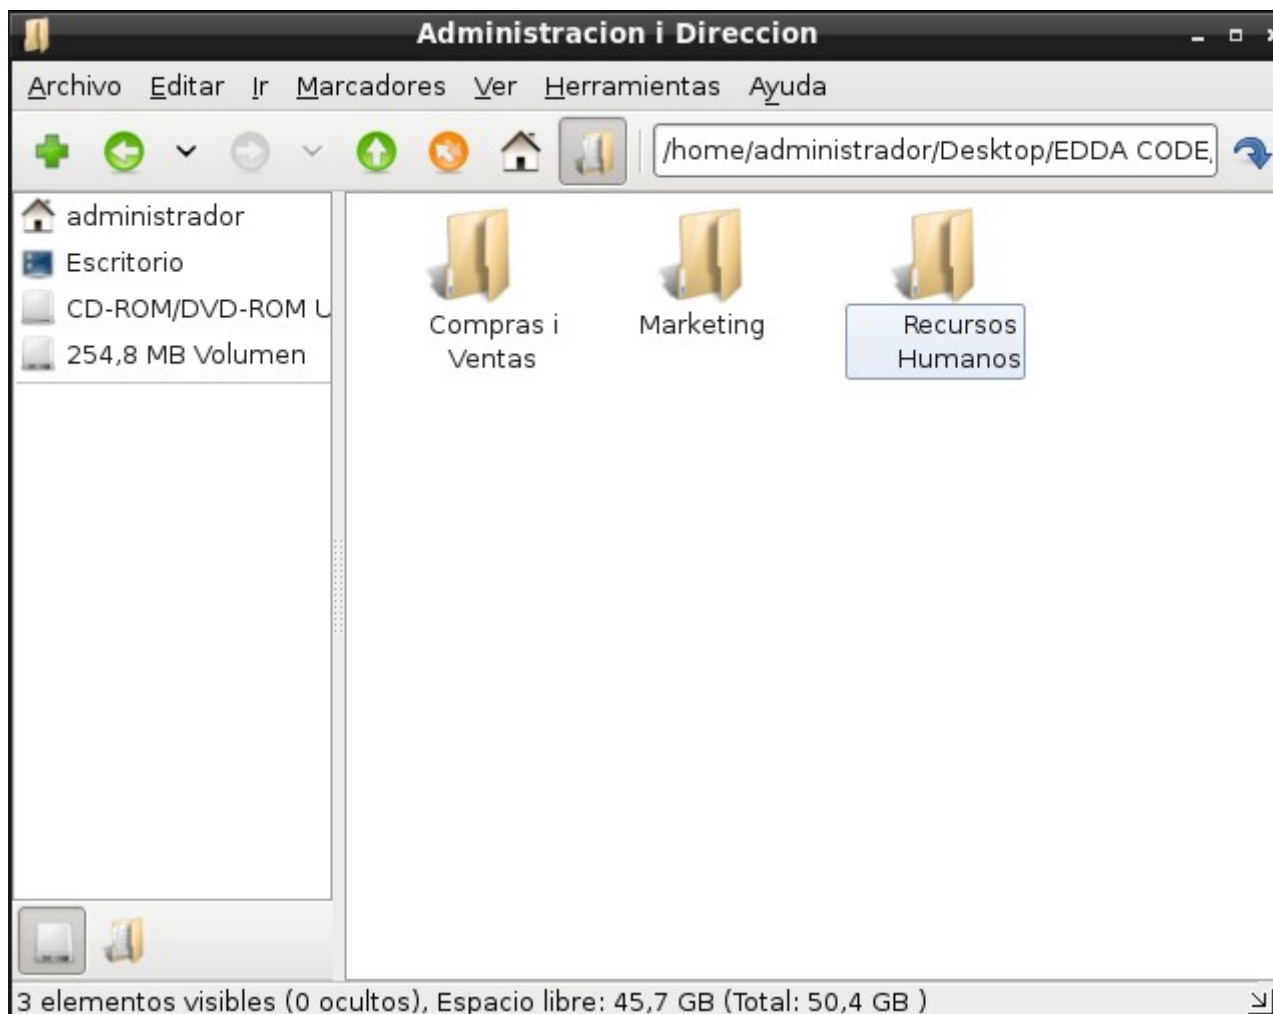 Administracion i Direccion
Archivo Editar Ir Marcadores Ver Herramientas Ayuda
/home/administrador/Desktop/EDDA CODE
administrador
Escritorio
CD-ROM/DVD-ROM U
254,8 MB Volumen
Compras i
Ventas
Marketing
Recursos
Humanos
3 elementos visibles (0 ocultos), Espacio libre: 45,7 GB (Total: 50,4 GB )